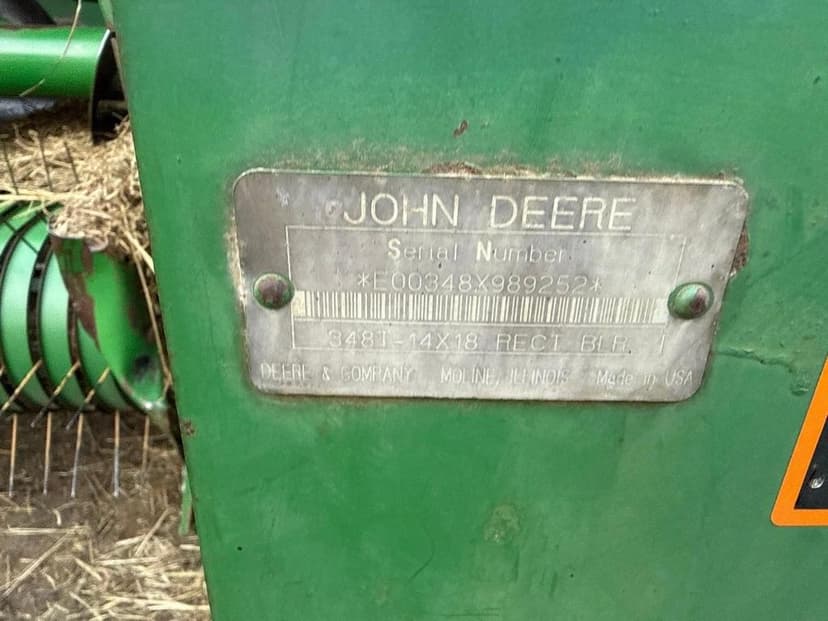 JOHN DEERE
Serial Number
*E00348X989252*
348T-14X18 RECT BLR
DEERE & COMPANY MOLINE, ILLINOIS Made in USA